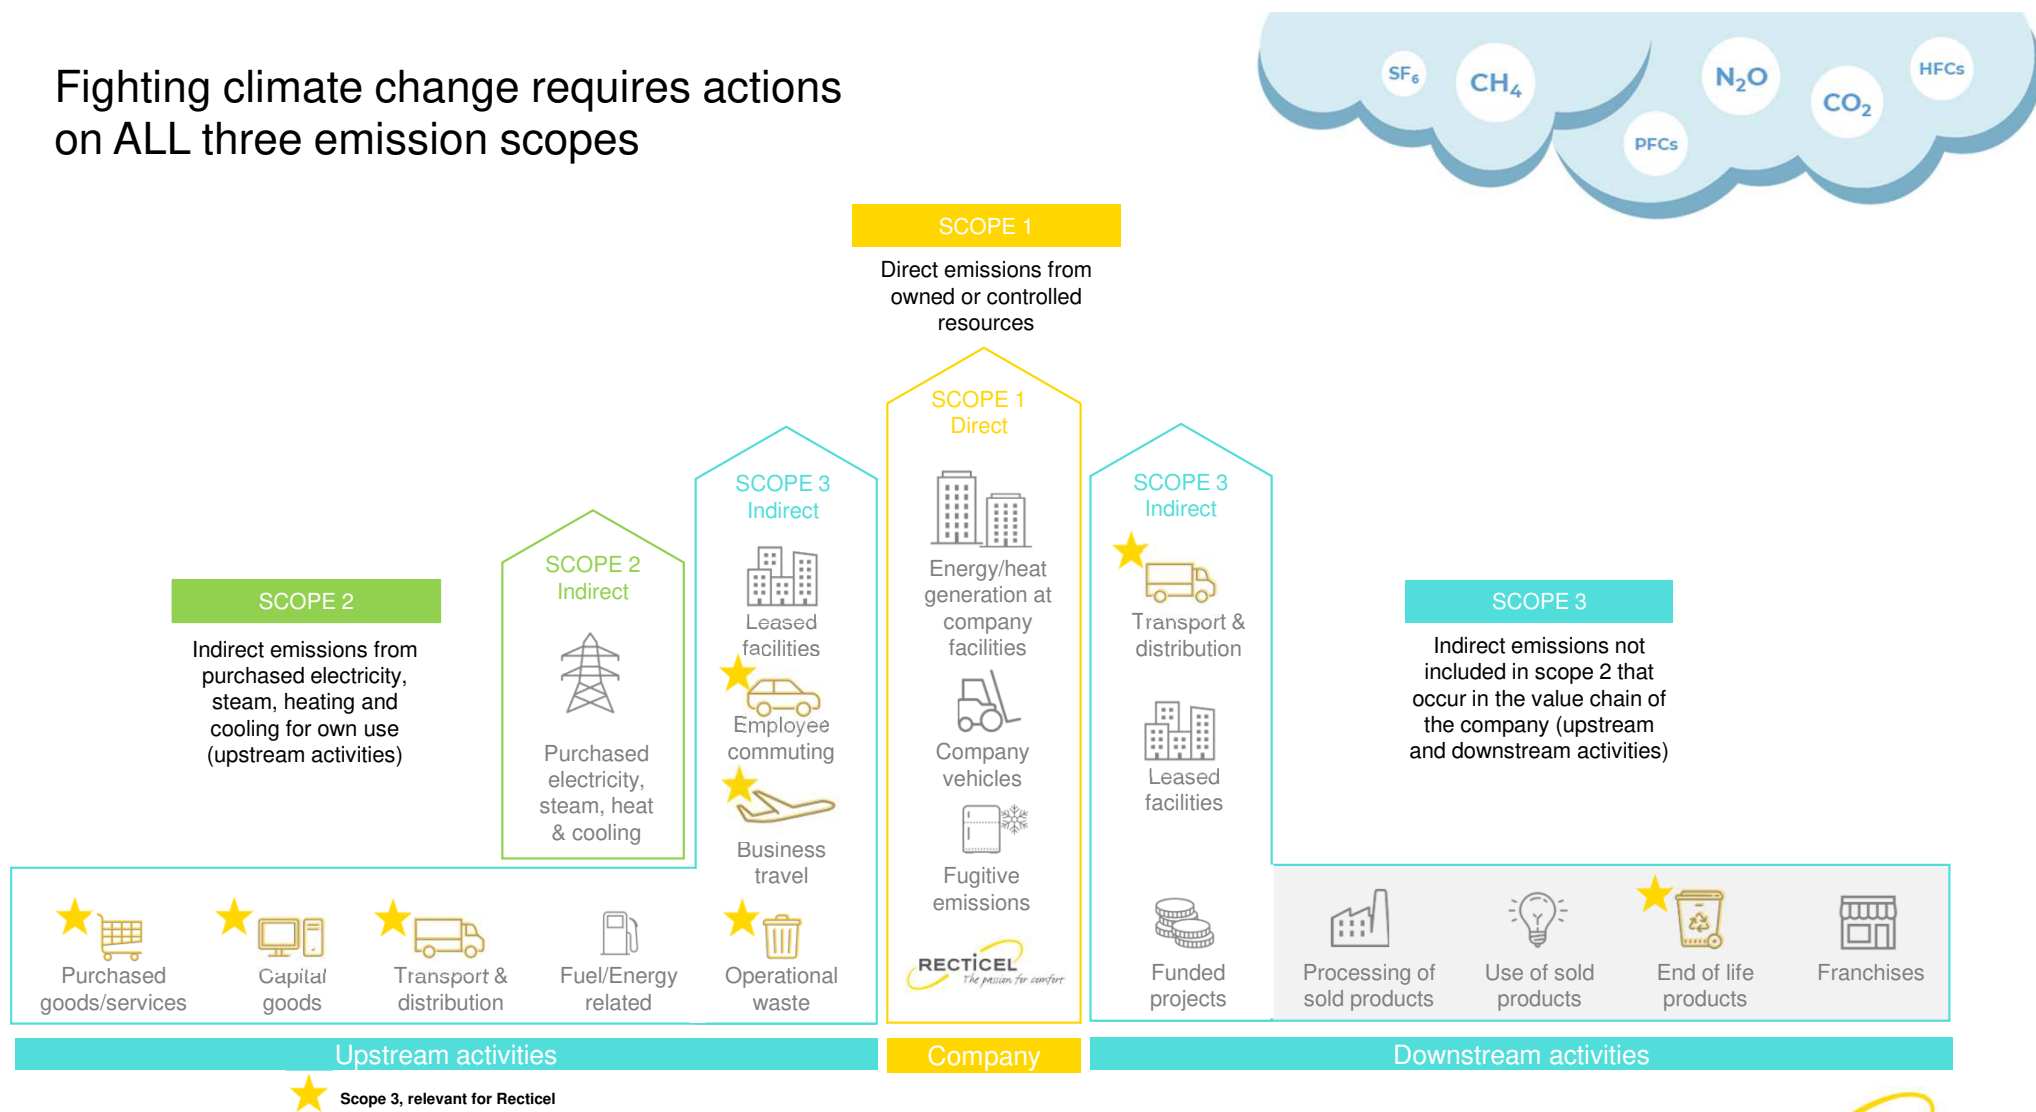 Fighting climate change requires actions
on ALL three emission scopes
SF₆
CH₄
N₂O
CO₂
HFCs
PFCs
SCOPE 1
Direct emissions from
owned or controlled
resources
SCOPE 2
Indirect emissions from
purchased electricity,
steam, heating and
cooling for own use
(upstream activities)
SCOPE 2
Indirect
Purchased
electricity,
steam, heat
& cooling
SCOPE 3
Indirect
Leased
facilities
Employee
commuting
Business
travel
Operational
waste
Purchased
goods/services
Capital
goods
Transport &
distribution
Fuel/Energy
related
SCOPE 1
Direct
Energy/heat
generation at
company
facilities
Company
vehicles
Fugitive
emissions
RECTICEL
The passion for comfort
SCOPE 3
Indirect
Transport &
distribution
Leased
facilities
Funded
projects
Processing of
sold products
Use of sold
products
End of life
products
Franchises
SCOPE 3
Indirect emissions not
included in scope 2 that
occur in the value chain of
the company (upstream
and downstream activities)
Upstream activities
Company
Downstream activities
Scope 3, relevant for Recticel